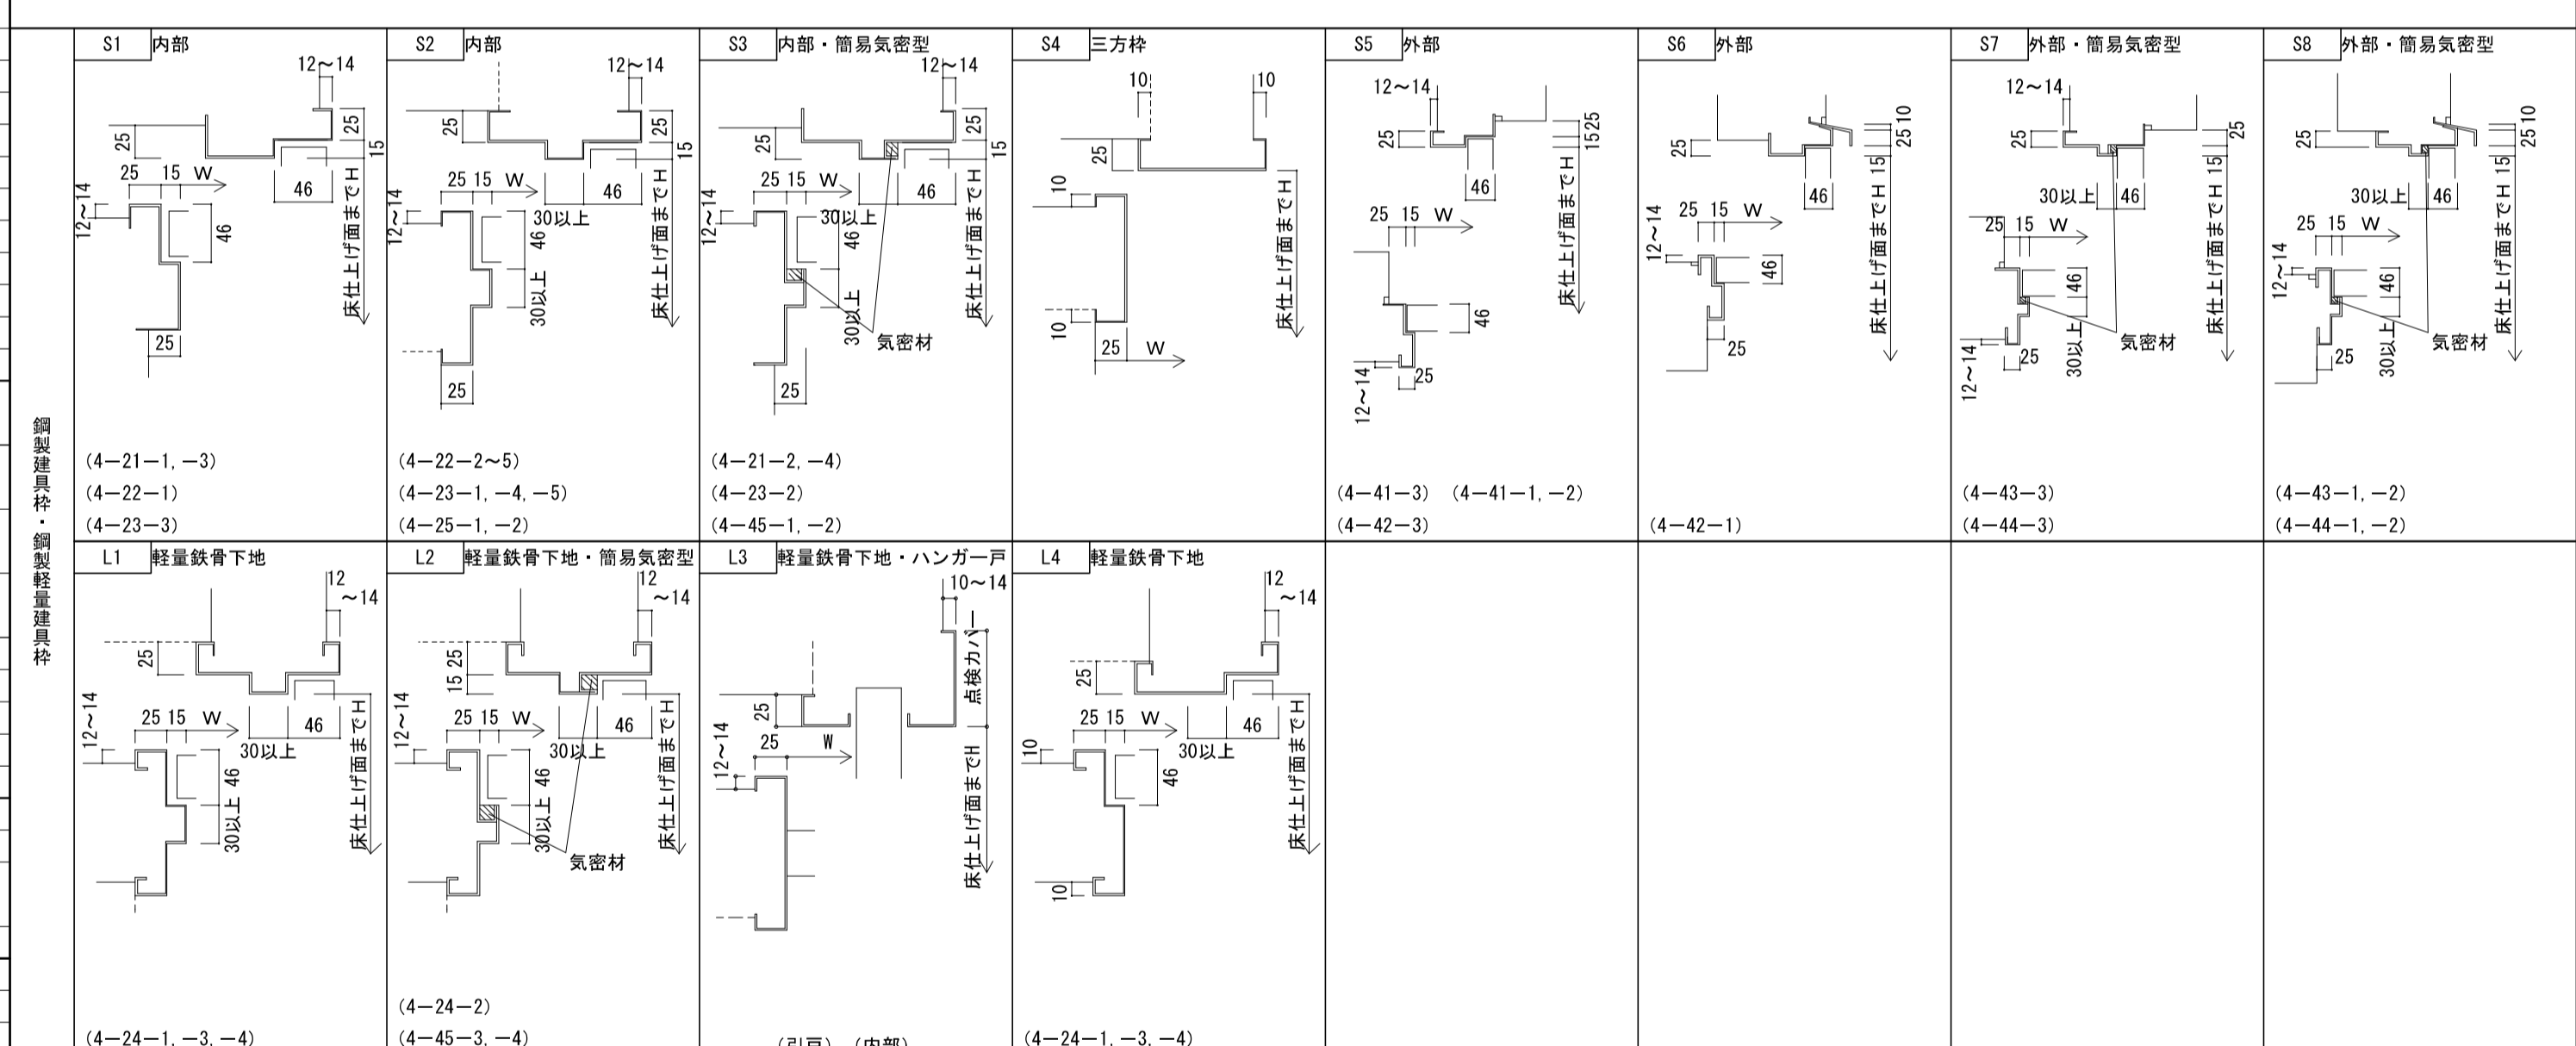 鋼製建具枠・鋼製軽量建具枠
S1 内部
12〜14
25
25
15
25 15 W
46
12〜14
46
床仕上げ面までH
25
(4−21−1, −3)
(4−22−1)
(4−23−3)
S2 内部
12〜14
25
25
15
25 15 W
46
30以上
12〜14
46
30以上
床仕上げ面までH
25
(4−22−2〜5)
(4−23−1, −4, −5)
(4−25−1, −2)
S3 内部・簡易気密型
12〜14
25
25
15
25 15 W
46
30以上
12〜14
46
30以上
床仕上げ面までH
気密材
25
(4−21−2, −4)
(4−23−2)
(4−45−1, −2)
S4 三方枠
10
10
25
10
床仕上げ面までH
10
25 W
S5 外部
12〜14
25
25
15
46
床仕上げ面までH
25 15 W
46
25
12〜14
(4−41−3) (4−41−1, −2)
(4−42−3)
S6 外部
10
25
25
15
46
床仕上げ面までH
25 15 W
12〜14
46
25
(4−42−1)
S7 外部・簡易気密型
12〜14
25
25
15
30以上
46
床仕上げ面までH
25 15 W
46
30以上
気密材
25
12〜14
(4−43−3)
(4−44−3)
S8 外部・簡易気密型
10
25
25
15
30以上
46
床仕上げ面までH
25 15 W
12〜14
46
30以上
気密材
25
(4−43−1, −2)
(4−44−1, −2)
L1 軽量鉄骨下地
12
〜14
25
12〜14
25 15 W
46
30以上
46
30以上
床仕上げ面までH
(4−24−1, −3, −4)
L2 軽量鉄骨下地・簡易気密型
12
〜14
25
15
12〜14
25 15 W
46
30以上
46
30以上
床仕上げ面までH
気密材
(4−24−2)
(4−45−3, −4)
L3 軽量鉄骨下地・ハンガー戸
10〜14
点検カバー
25
12〜14
25 W
床仕上げ面までH
(引戸) (内部)
L4 軽量鉄骨下地
12
〜14
25
25 15 W
46
30以上
10
46
床仕上げ面までH
10
(4−24−1, −3, −4)